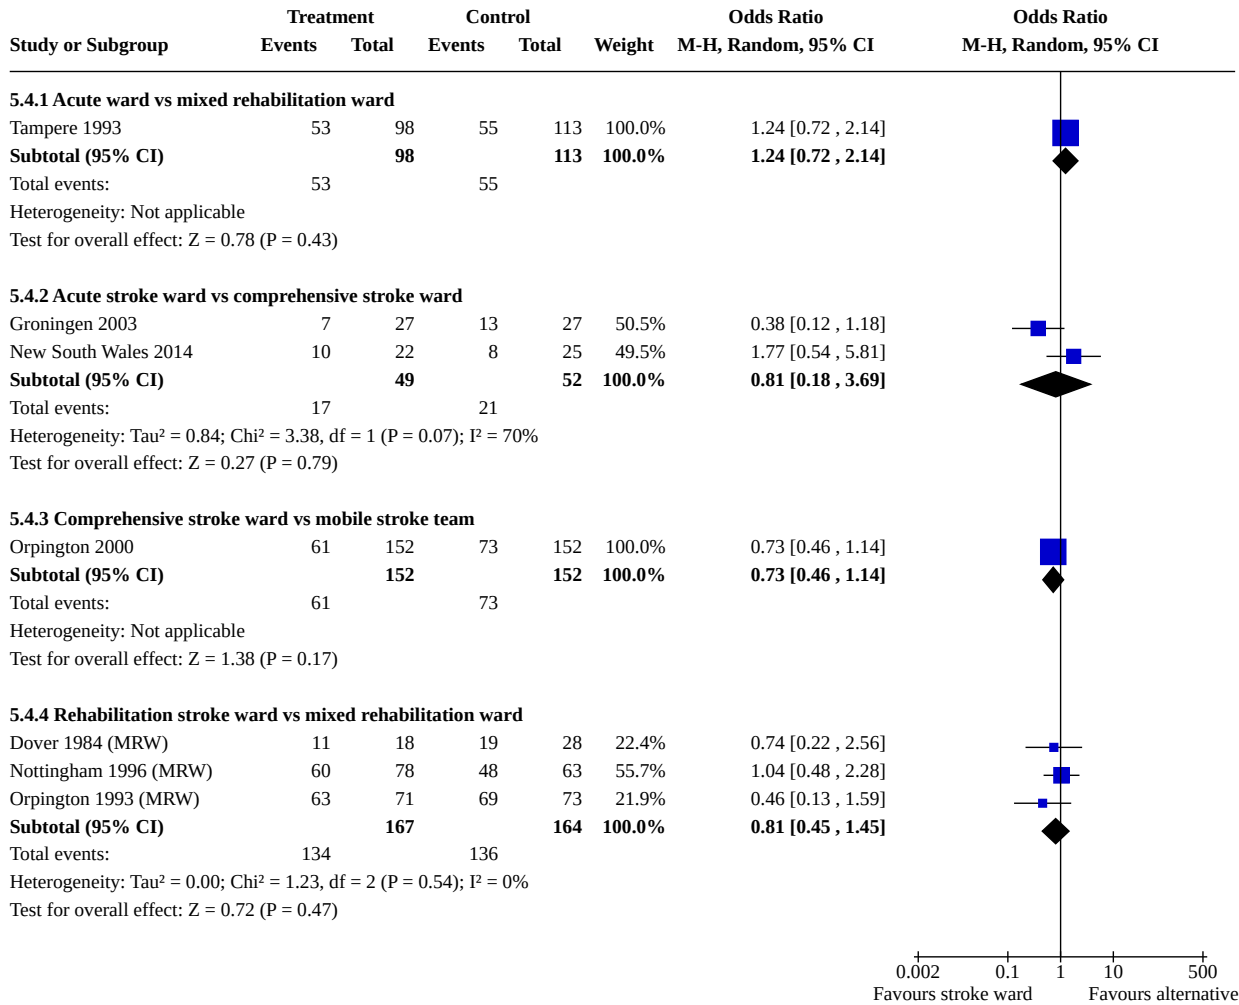 Treatment Control Odds Ratio Odds Ratio
Study or Subgroup Events Total Events Total Weight M-H, Random, 95% CI M-H, Random, 95% CI
5.4.1 Acute ward vs mixed rehabilitation ward
Tampere 1993 53 98 55 113 100.0% 1.24 [0.72 , 2.14]
Subtotal (95% CI) 98 113 100.0% 1.24 [0.72 , 2.14]
Total events: 53 55
Heterogeneity: Not applicable
Test for overall effect: Z = 0.78 (P = 0.43)
5.4.2 Acute stroke ward vs comprehensive stroke ward
Groningen 2003 7 27 13 27 50.5% 0.38 [0.12 , 1.18]
New South Wales 2014 10 22 8 25 49.5% 1.77 [0.54 , 5.81]
Subtotal (95% CI) 49 52 100.0% 0.81 [0.18 , 3.69]
Total events: 17 21
Heterogeneity: Tau² = 0.84; Chi² = 3.38, df = 1 (P = 0.07); I² = 70%
Test for overall effect: Z = 0.27 (P = 0.79)
5.4.3 Comprehensive stroke ward vs mobile stroke team
Orpington 2000 61 152 73 152 100.0% 0.73 [0.46 , 1.14]
Subtotal (95% CI) 152 152 100.0% 0.73 [0.46 , 1.14]
Total events: 61 73
Heterogeneity: Not applicable
Test for overall effect: Z = 1.38 (P = 0.17)
5.4.4 Rehabilitation stroke ward vs mixed rehabilitation ward
Dover 1984 (MRW) 11 18 19 28 22.4% 0.74 [0.22 , 2.56]
Nottingham 1996 (MRW) 60 78 48 63 55.7% 1.04 [0.48 , 2.28]
Orpington 1993 (MRW) 63 71 69 73 21.9% 0.46 [0.13 , 1.59]
Subtotal (95% CI) 167 164 100.0% 0.81 [0.45 , 1.45]
Total events: 134 136
Heterogeneity: Tau² = 0.00; Chi² = 1.23, df = 2 (P = 0.54); I² = 0%
Test for overall effect: Z = 0.72 (P = 0.47)
0.002 0.1 1 10 500
Favours stroke ward Favours alternative